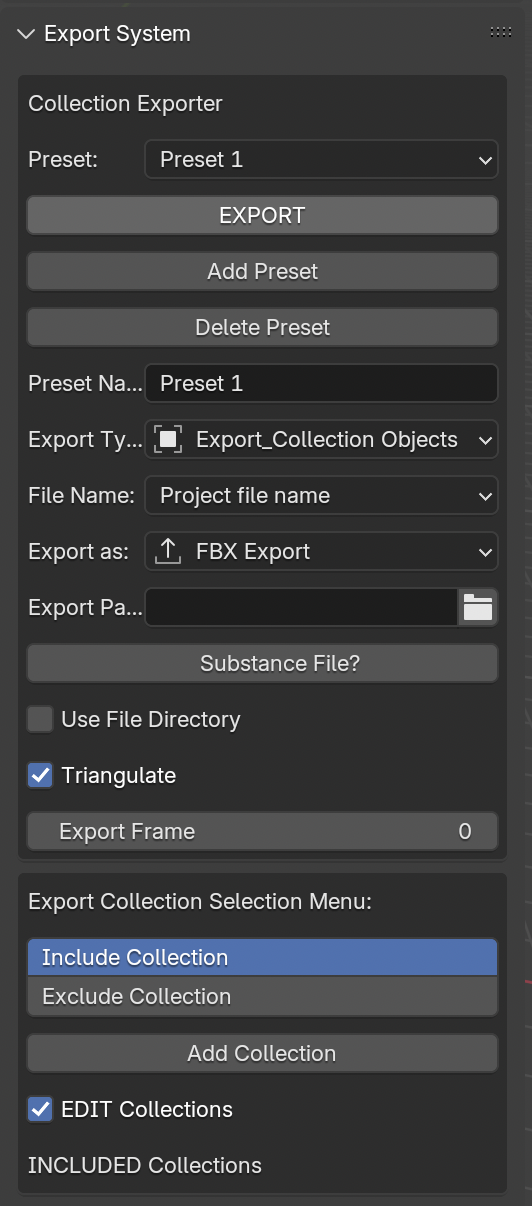 Export System
Collection Exporter
Preset: Preset 1
EXPORT
Add Preset
Delete Preset
Preset Na... Preset 1
Export Ty... Export_Collection Objects
File Name: Project file name
Export as: FBX Export
Export Pa...
Substance File?
Use File Directory
Triangulate
Export Frame 0
Export Collection Selection Menu:
Include Collection
Exclude Collection
Add Collection
EDIT Collections
INCLUDED Collections